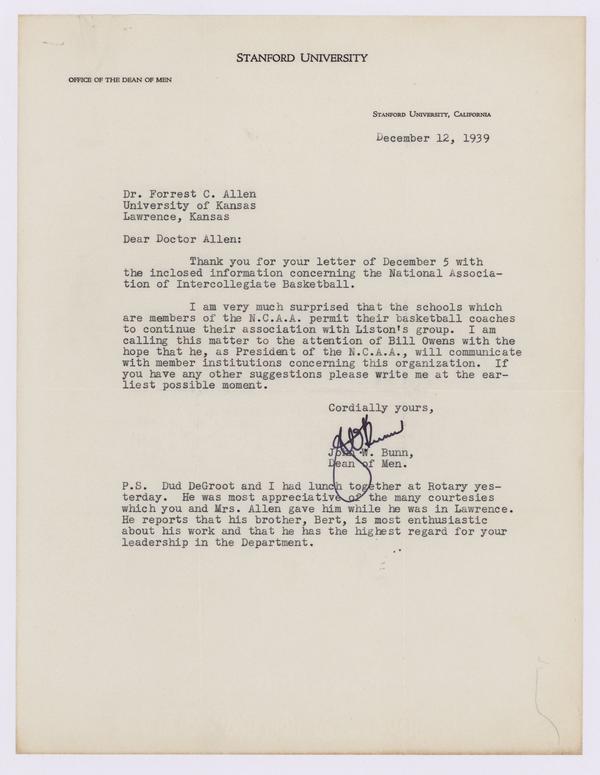 STANFORD UNIVERSITY
OFFICE OF THE DEAN OF MEN
STANFORD UNIVERSITY, CALIFORNIA
December 12, 1939
Dr. Forrest C. Allen
University of Kansas
Lawrence, Kansas
Dear Doctor Allen:
Thank you for your letter of December 5 with
the inclosed information concerning the National Associa-
tion of Intercollegiate Basketball.
I am very much surprised that the schools which
are members of the N.C.A.A. permit their basketball coaches
to continue their association with Liston's group. I am
calling this matter to the attention of Bill Owens with the
hope that he, as President of the N.C.A.A., will communicate
with member institutions concerning this organization. If
you have any other suggestions please write me at the ear-
liest possible moment.
Cordially yours,
John W. Bunn,
Dean of Men.
P.S. Dud DeGroot and I had lunch together at Rotary yes-
terday. He was most appreciative of the many courtesies
which you and Mrs. Allen gave him while he was in Lawrence.
He reports that his brother, Bert, is most enthusiastic
about his work and that he has the highest regard for your
leadership in the Department.